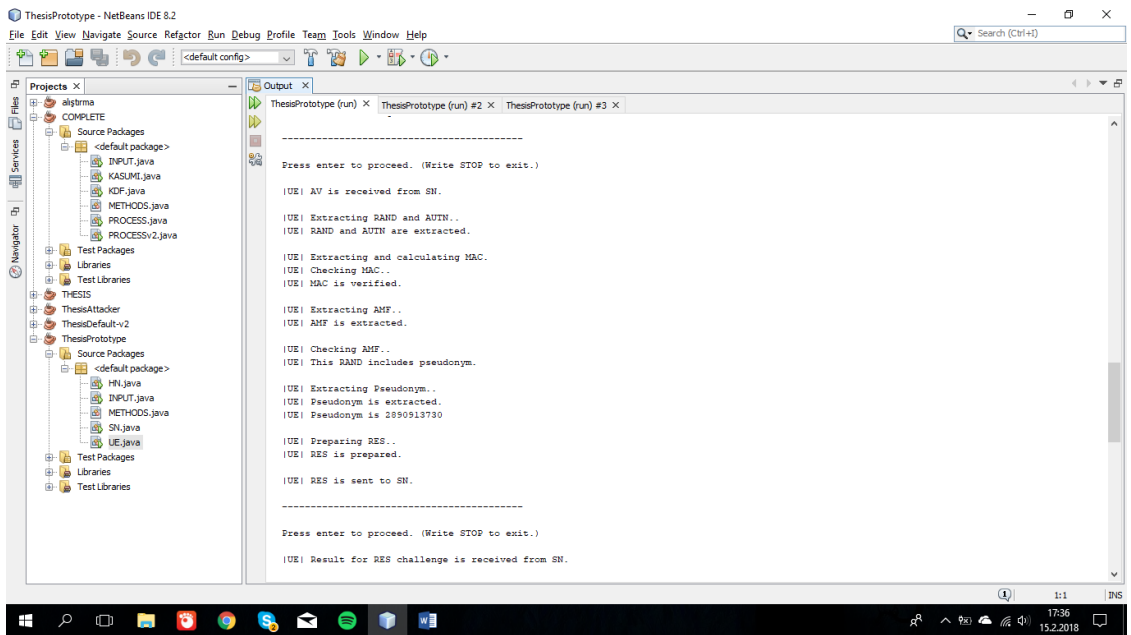 ThesisPrototype - NetBeans IDE 8.2
File Edit View Navigate Source Refactor Run Debug Profile Team Tools Window Help
Search (Ctrl+I)
<default config>
Projects
Output
Files
Services
Navigator
ThesisPrototype (run) ThesisPrototype (run) #2 ThesisPrototype (run) #3
alıştırma
COMPLETE
Source Packages
<default package>
INPUT.java
KASUMI.java
KDF.java
METHODS.java
PROCESS.java
PROCESSv2.java
Test Packages
Libraries
Test Libraries
THESIS
ThesisAttacker
ThesisDefault-v2
ThesisPrototype
Source Packages
<default package>
HN.java
INPUT.java
METHODS.java
SN.java
UE.java
Test Packages
Libraries
Test Libraries
------------------------------------------
Press enter to proceed. (Write STOP to exit.)
|UE| AV is received from SN.
|UE| Extracting RAND and AUTN..
|UE| RAND and AUTN are extracted.
|UE| Extracting and calculating MAC.
|UE| Checking MAC..
|UE| MAC is verified.
|UE| Extracting AMF..
|UE| AMF is extracted.
|UE| Checking AMF..
|UE| This RAND includes pseudonym.
|UE| Extracting Pseudonym..
|UE| Pseudonym is extracted.
|UE| Pseudonym is 2890913730
|UE| Preparing RES..
|UE| RES is prepared.
|UE| RES is sent to SN.
------------------------------------------
Press enter to proceed. (Write STOP to exit.)
|UE| Result for RES challenge is received from SN.
1 1:1 INS
17:36
15.2.2018